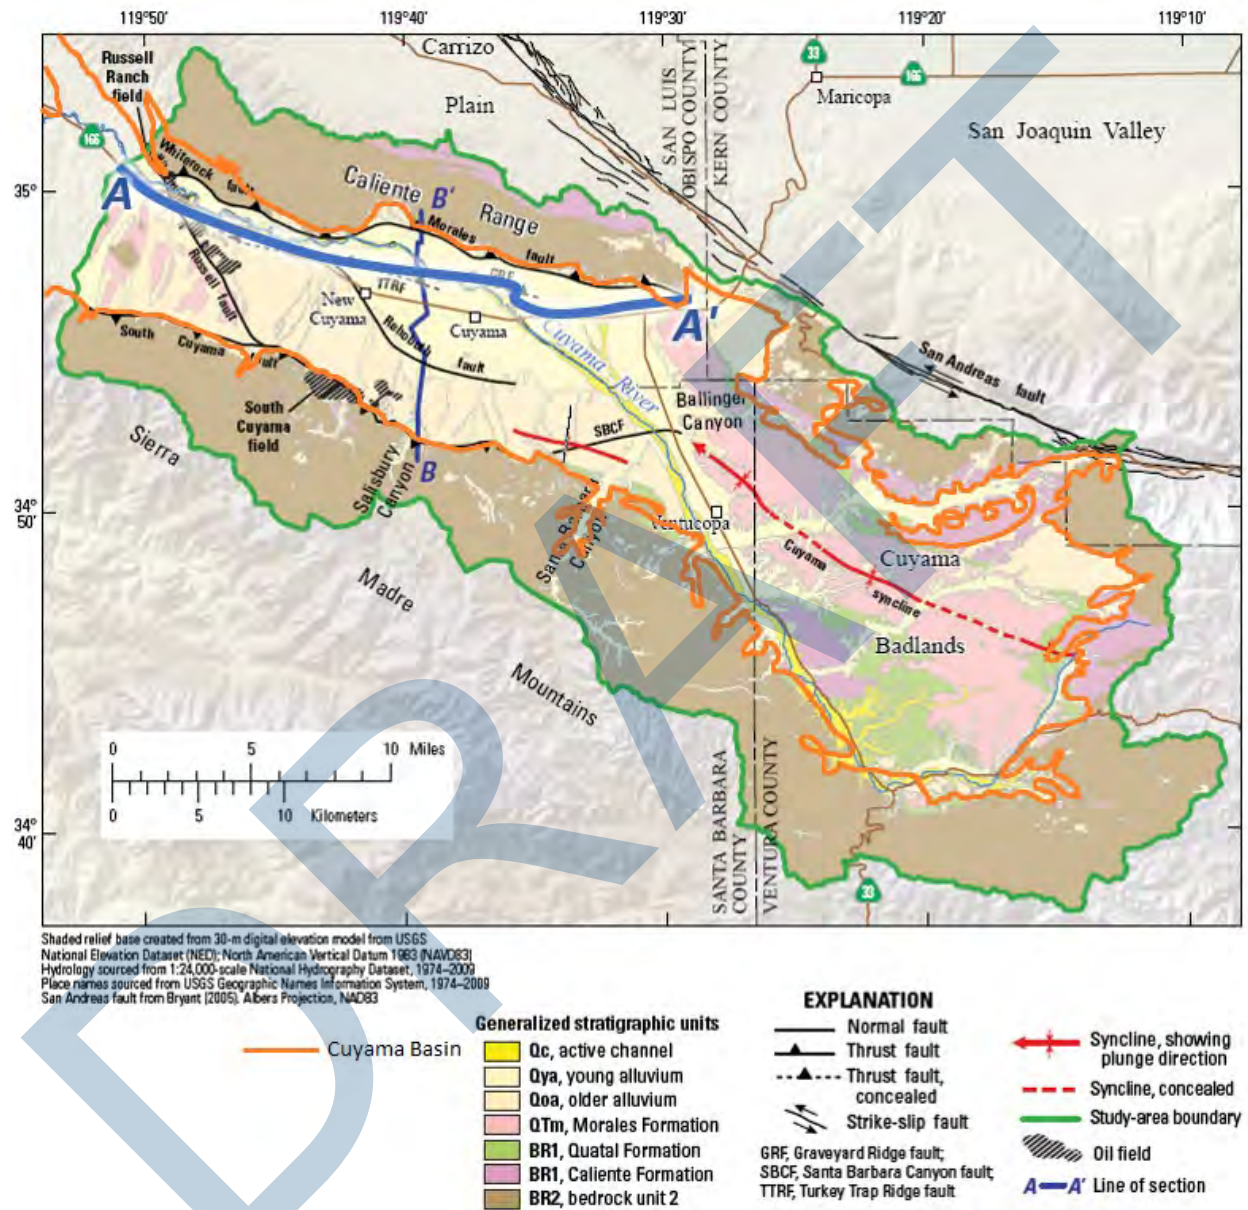 119°50' 119°40' 119°30' 119°20' 119°10'
Russell
Ranch
field
Carrizo
Plain
SAN LUIS
OBISPO COUNTY
KERN COUNTY
33
166
Maricopa
San Joaquin Valley
166
35°
A
Whiterock fault
Caliente Range
B'
Morales fault
GRF
TTRF
Russell fault
New
Cuyama
Cuyama
Rehoboth fault
A'
Cuyama River
San Andreas fault
South Cuyama fault
South
Cuyama
field
Ballinger
Canyon
SBCF
Sierra
Salisbury
Canyon
B
34°
50'
Santa Barbara
Canyon
Ventucopa
Cuyama
syncline
Cuyama
Badlands
Madre
Mountains
0 5 10 Miles
0 5 10 Kilometers
SANTA BARBARA
COUNTY
VENTURA COUNTY
34°
40'
33
DRAFT
Shaded relief base created from 30-m digital elevation model from USGS
National Elevation Dataset (NED); North American Vertical Datum 1983 (NAVD83)
Hydrology sourced from 1:24,000-scale National Hydrography Dataset, 1974–2009
Place names sourced from USGS Geographic Names Information System, 1974–2009
San Andreas fault from Bryant (2005). Albers Projection, NAD83
Cuyama Basin
Generalized stratigraphic units
Qc, active channel
Qya, young alluvium
Qoa, older alluvium
QTm, Morales Formation
BR1, Quatal Formation
BR1, Caliente Formation
BR2, bedrock unit 2
EXPLANATION
Normal fault
Thrust fault
Thrust fault,
concealed
Strike-slip fault
GRF, Graveyard Ridge fault;
SBCF, Santa Barbara Canyon fault;
TTRF, Turkey Trap Ridge fault
Syncline, showing
plunge direction
Syncline, concealed
Study-area boundary
Oil field
A A' Line of section